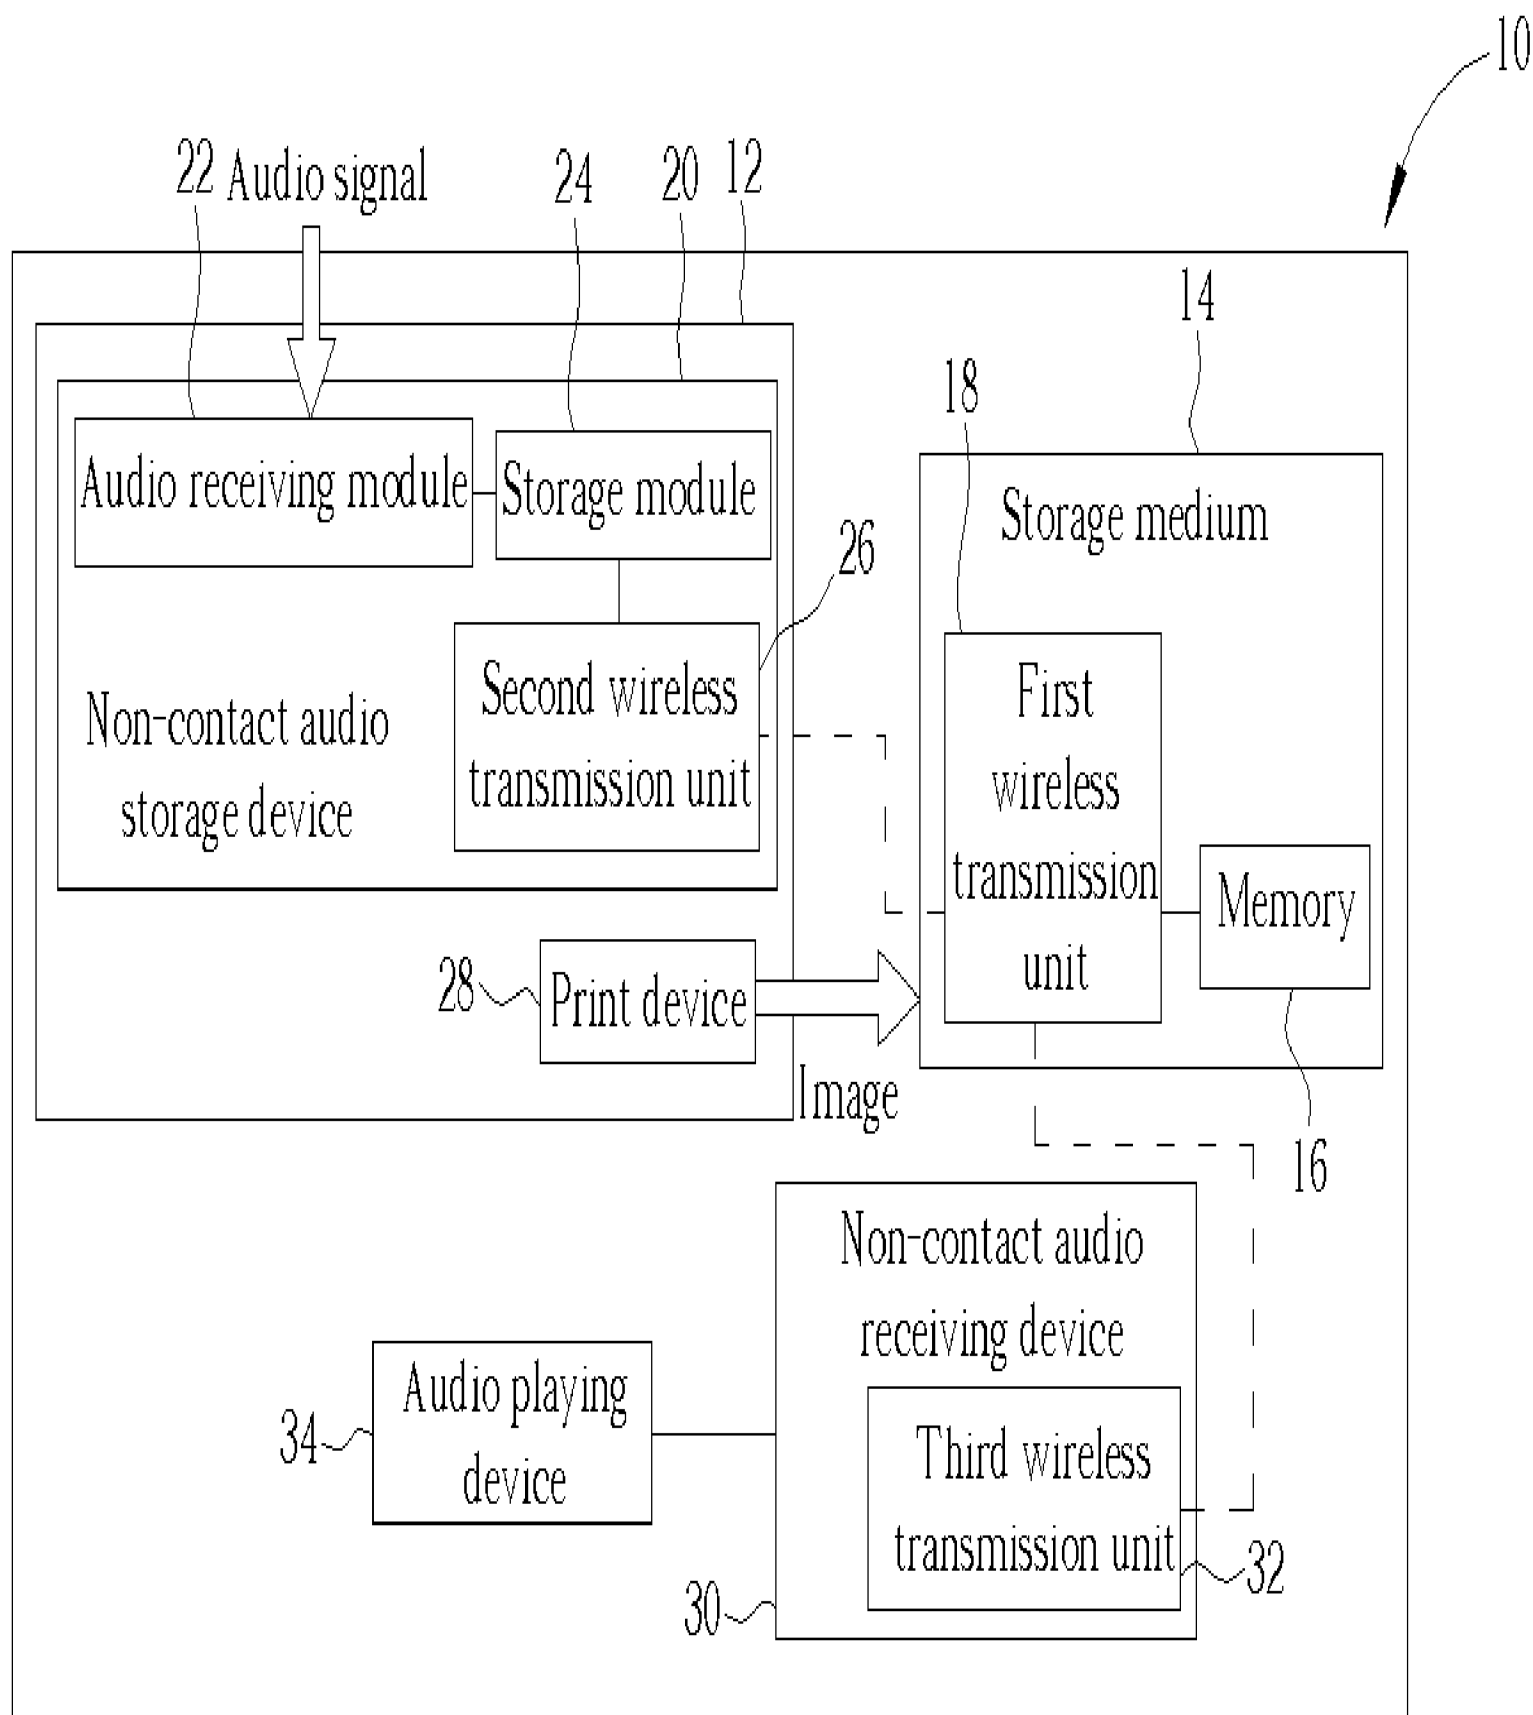 10
22 Audio signal 24 20 12
14
18
Audio receiving module
Storage module
Storage medium
26
Second wireless
transmission unit
First
wireless
transmission
unit
Non-contact audio
storage device
Memory
28
Print device
Image
16
Non-contact audio
receiving device
Audio playing
device
34
Third wireless
transmission unit
32
30